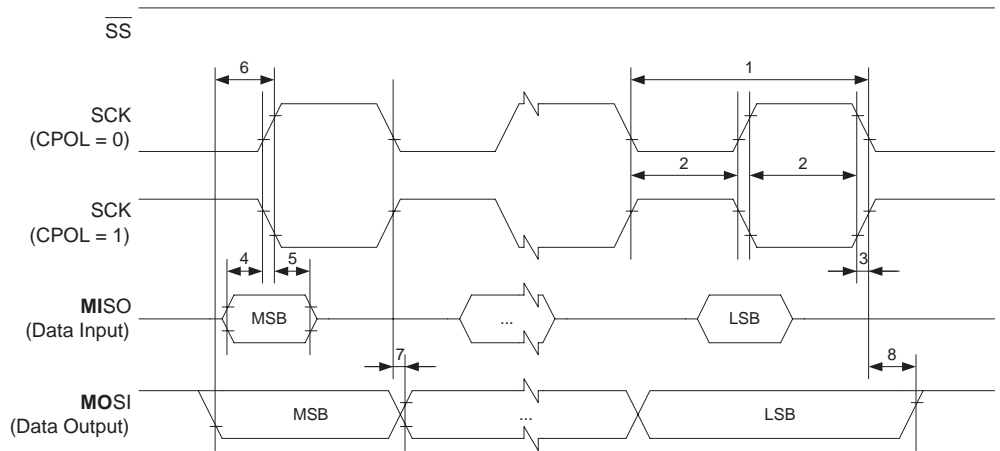 SS
6
1
SCK
(CPOL = 0)
2
2
SCK
(CPOL = 1)
4
5
3
MISO
(Data Input)
MSB
...
LSB
7
8
MOSI
(Data Output)
MSB
...
LSB